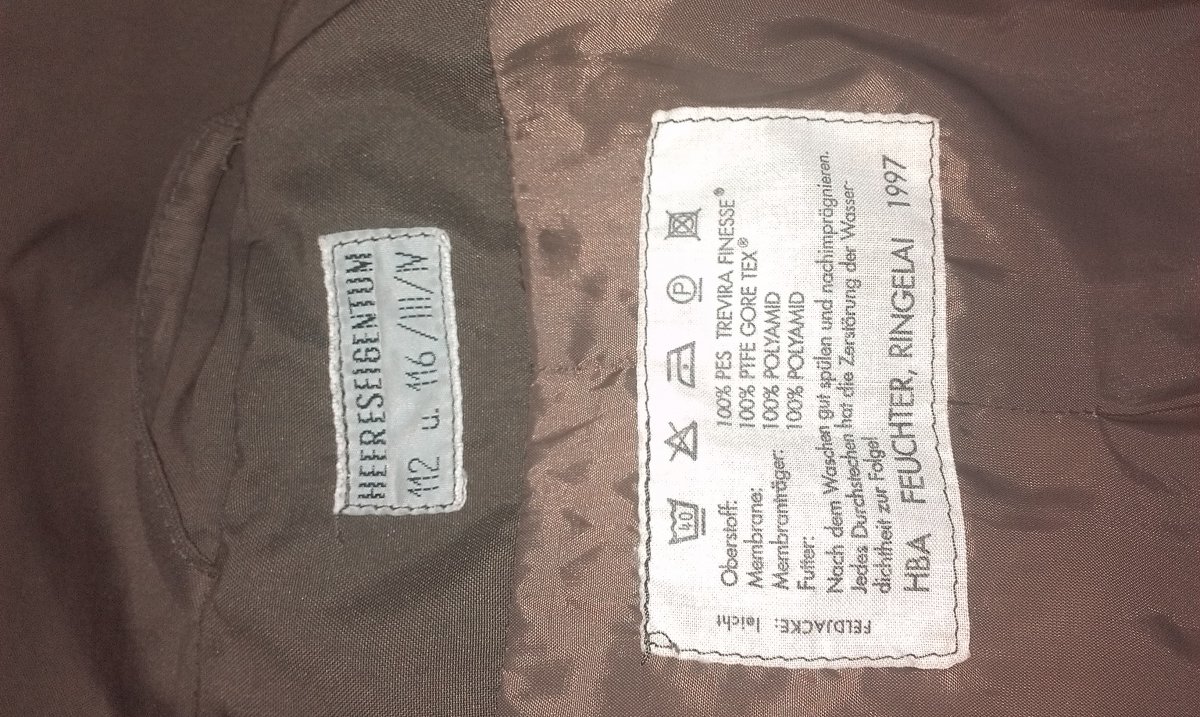 HEERESEIGENTUM
112 u. 116/III/IV
40 P
Oberstoff: 100% PES TREVIRA FINESSE®
Membrane: 100% PTFE GORE TEX®
Membranträger: 100% POLYAMID
Futter: 100% POLYAMID
Nach dem Waschen gut spülen und nachimprägnieren.
Jedes Durchstechen hat die Zerstörung der Wasser-
dichtheit zur Folge!
HBA FEUCHTER, RINGELAI 1997
FELDJACKE: leicht